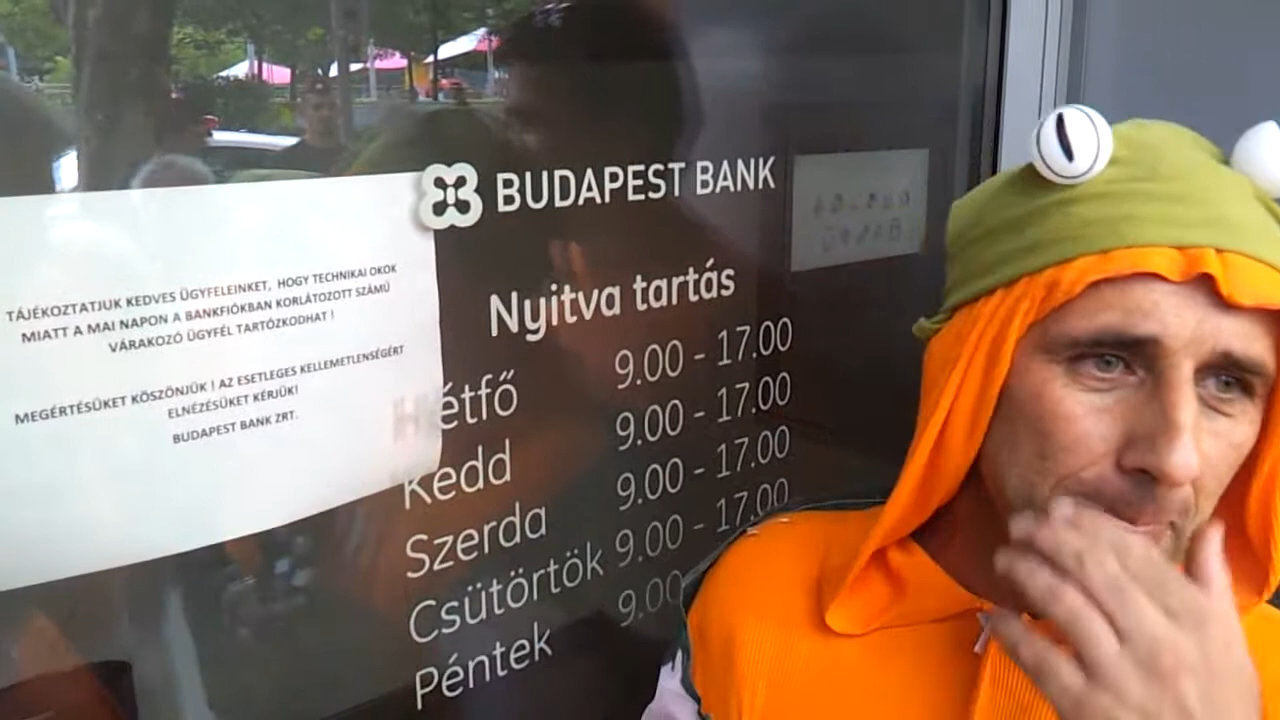 TÁJÉKOZTATJUK KEDVES ÜGYFELEINKET, HOGY TECHNIKAI OKOK
MIATT A MAI NAPON A BANKFIÓKBAN KORLÁTOZOTT SZÁMÚ
VÁRAKOZÓ ÜGYFÉL TARTÓZKODHAT !
MEGÉRTÉSÜKET KÖSZÖNJÜK ! AZ ESETLEGES KELLEMETLENSÉGÉRT
ELNÉZÉSÜKET KÉRJÜK!
BUDAPEST BANK ZRT.
BUDAPEST BANK
Nyitva tartás
Hétfő 9.00 - 17.00
Kedd 9.00 - 17.00
Szerda 9.00 - 17.00
Csütörtök 9.00 - 17.00
Péntek 9.00